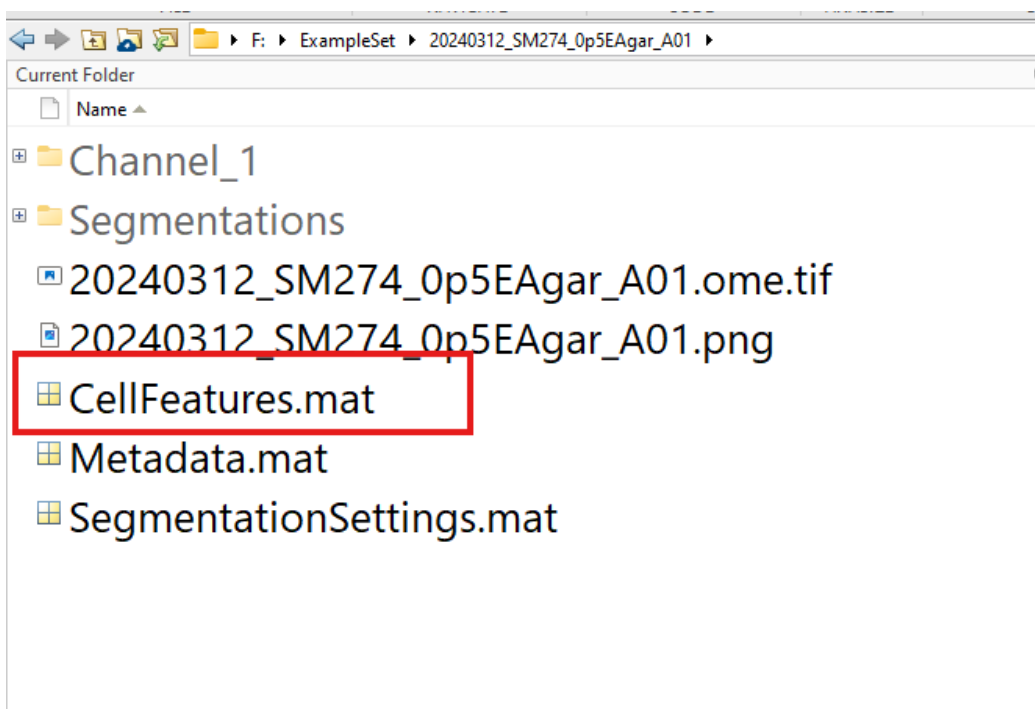 F: ExampleSet 20240312_SM274_0p5EAgar_A01
Current Folder
Name
Channel_1
Segmentations
20240312_SM274_0p5EAgar_A01.ome.tif
20240312_SM274_0p5EAgar_A01.png
CellFeatures.mat
Metadata.mat
SegmentationSettings.mat